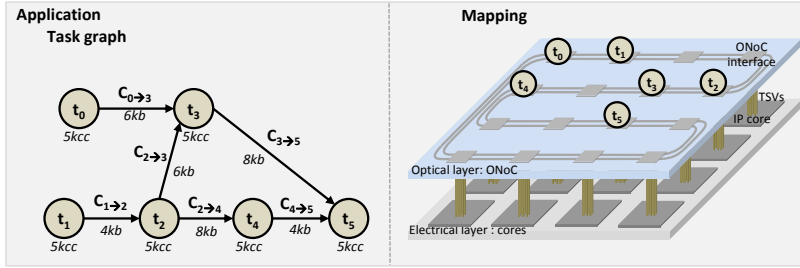 Application
Task graph
t0
5kcc
C0→3
6kb
t3
5kcc
C2→3
6kb
C3→5
8kb
t1
5kcc
C1→2
4kb
t2
5kcc
C2→4
8kb
t4
5kcc
C4→5
4kb
t5
5kcc
Mapping
t0
t1
ONoC
interface
t4
t3
t2
TSVs
t5
IP core
Optical layer: ONoC
Electrical layer : cores